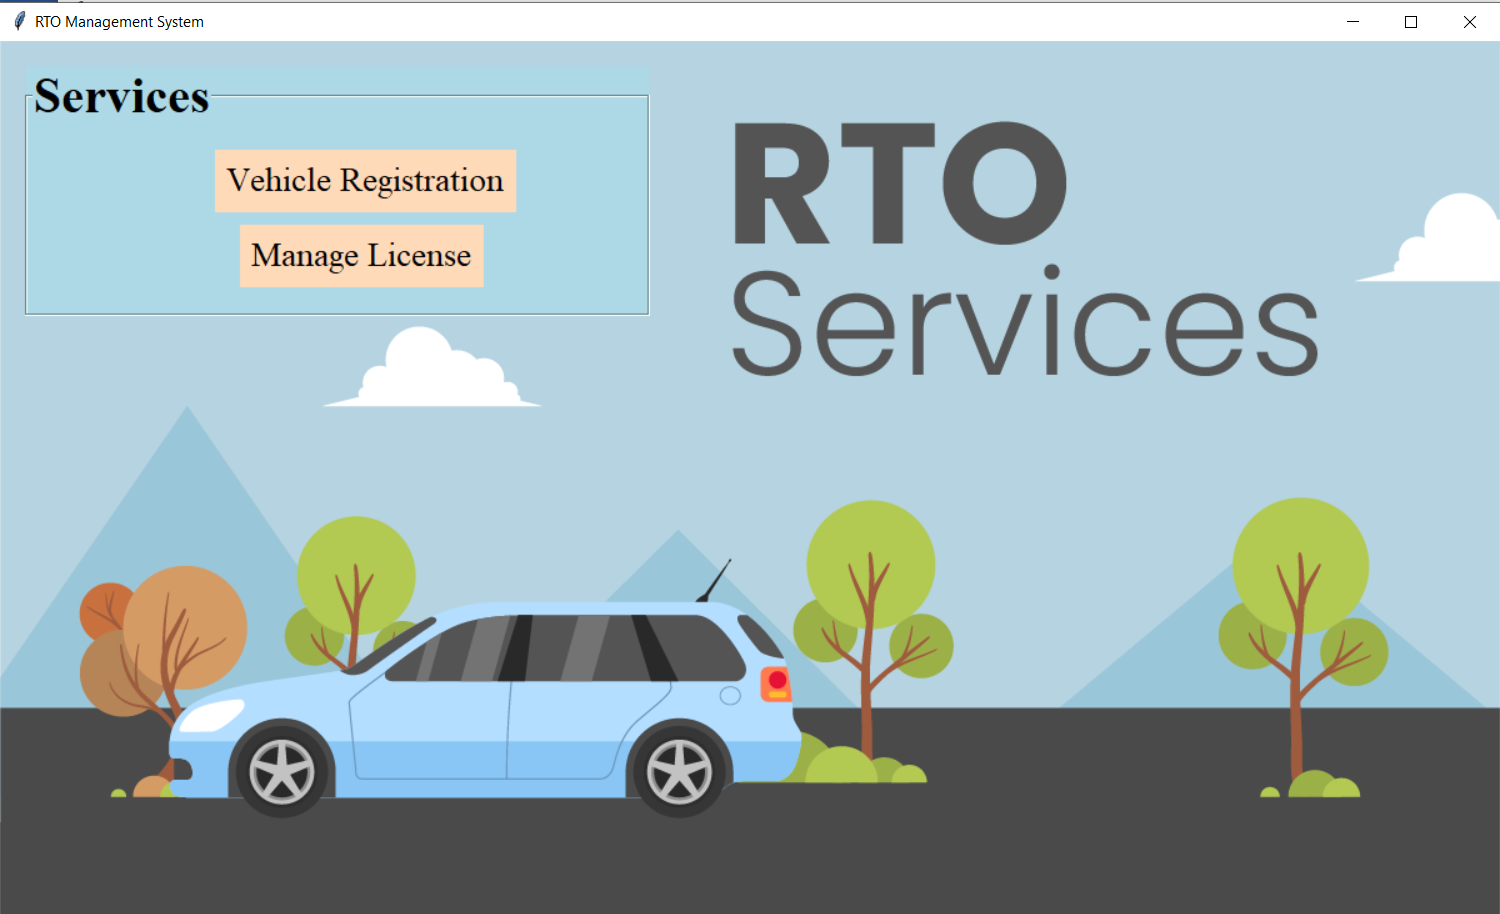 RTO Management System
Services
Vehicle Registration
Manage License
RTO
Services